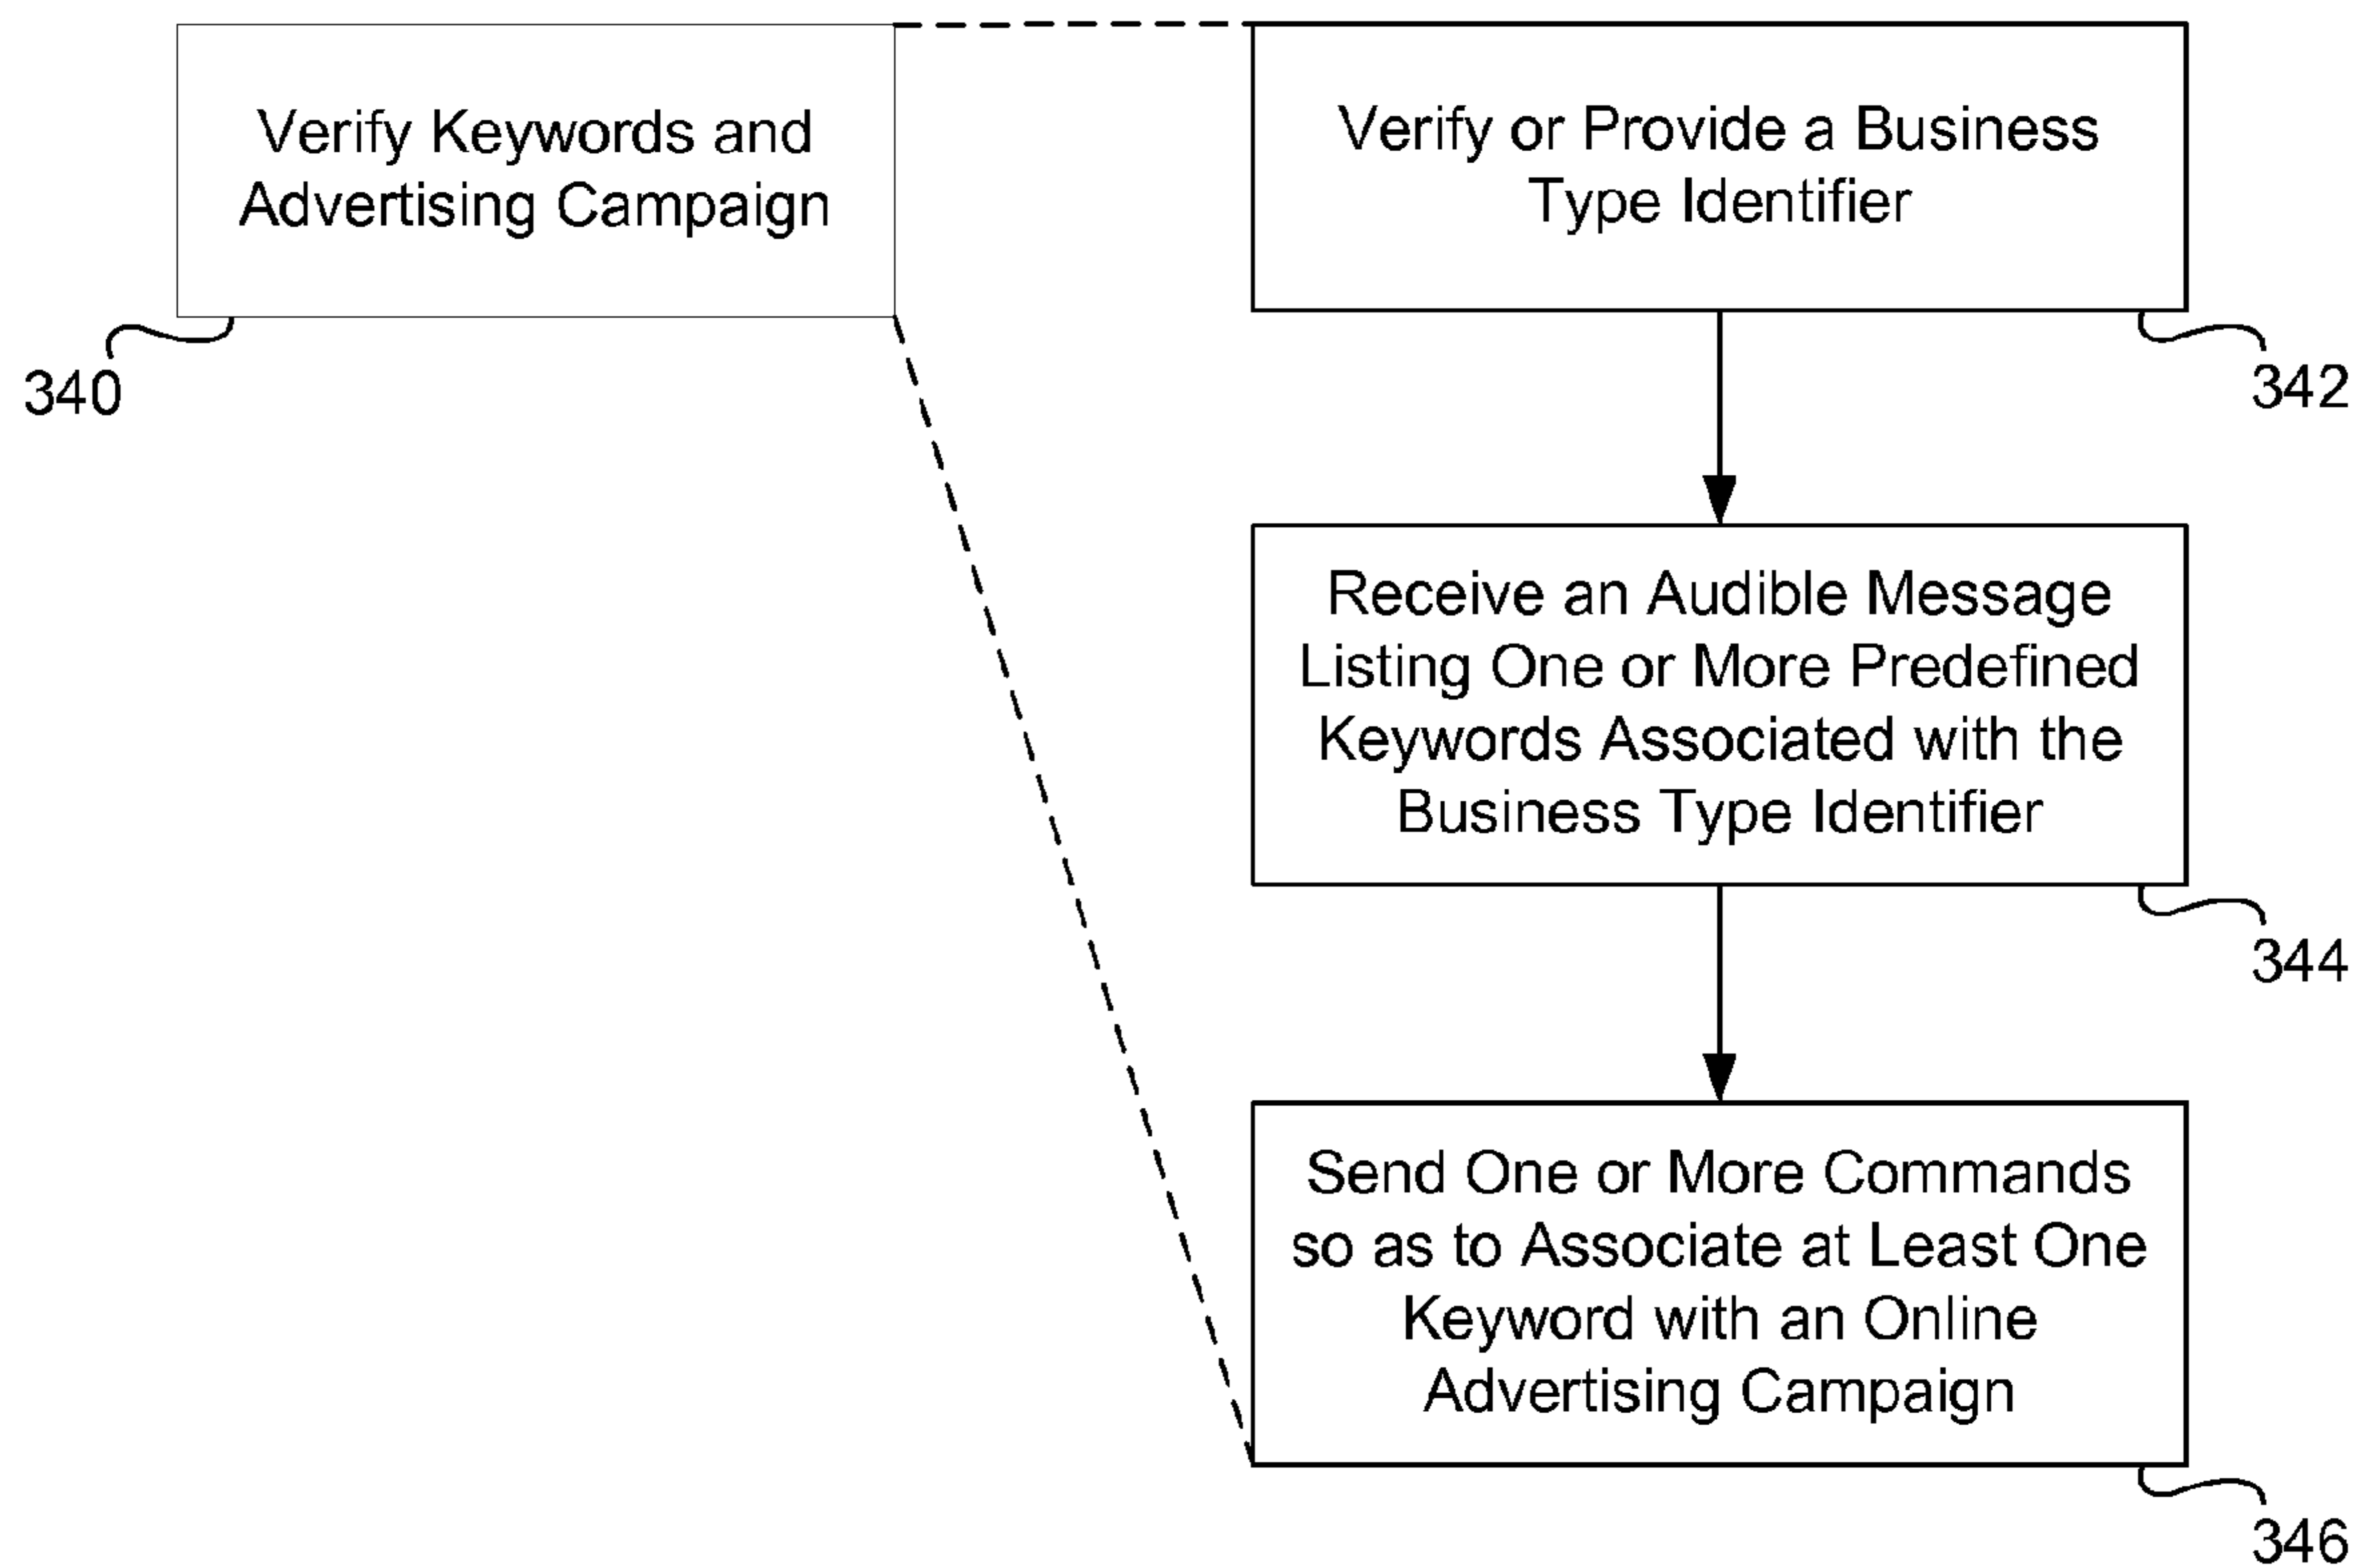 Verify Keywords and
Advertising Campaign
340
Verify or Provide a Business
Type Identifier
342
Receive an Audible Message
Listing One or More Predefined
Keywords Associated with the
Business Type Identifier
344
Send One or More Commands
so as to Associate at Least One
Keyword with an Online
Advertising Campaign
346